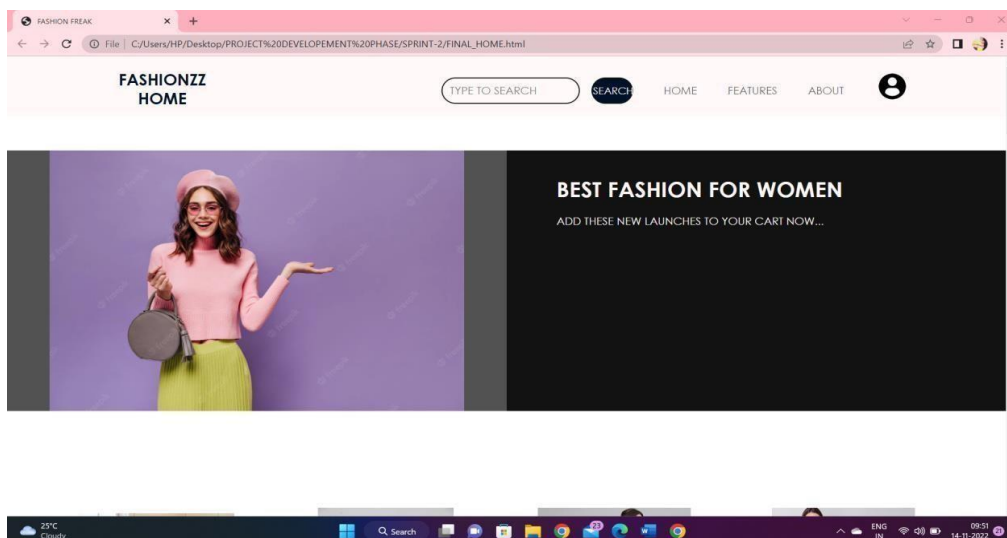 FASHION FREAK
File | C:/Users/HP/Desktop/PROJECT%20DEVELOPEMENT%20PHASE/SPRINT-2/FINAL_HOME.html
FASHIONZZ
HOME
TYPE TO SEARCH
SEARCH
HOME
FEATURES
ABOUT
BEST FASHION FOR WOMEN
ADD THESE NEW LAUNCHES TO YOUR CART NOW...
25°C
Cloudy
Search
23
ENG
IN
09:51
14-11-2022